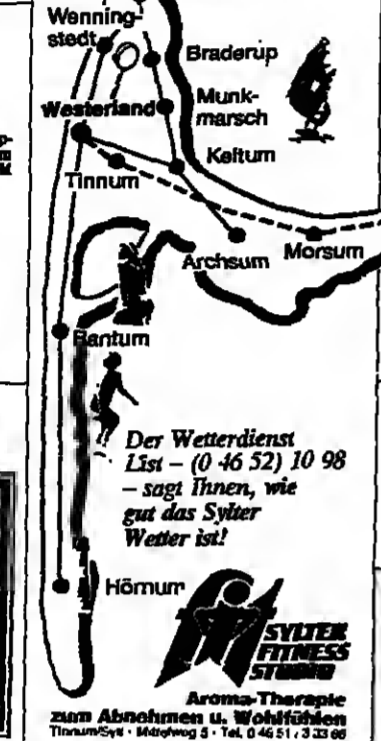 Wenning-
stedt
Braderup
Munk-
marsch
Westerland
Keitum
Tinnum
Archsum
Morsum
Rantum
Der Wetterdienst
List – (0 46 52) 10 98
– sagt Ihnen, wie
gut das Sylter
Wetter ist!
Hörnum
SYLTER
FITNESS
STUDIO
Aroma-Therapie
zum Abnehmen u. Wohlfühlen
Tinnum/Sylt · 5 · Tel. 0 46 51 / 3 33 66